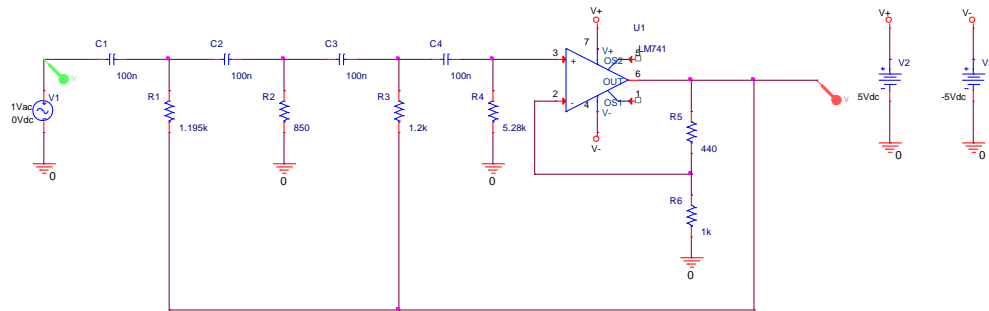 V+
V+
V-
U1
C1
C2
C3
C4
7
5
LM741
V+
OS2
3
+
6
V2
OUT
100n
100n
100n
100n
V
V
V1
R1
R2
R3
R4
2
-
4
OS1
1
1Vac
0Vdc
5Vdc
-5Vdc
V-
R5
1.195k
850
1.2k
5.28k
440
V-
0
0
0
0
0
R6
1k
0